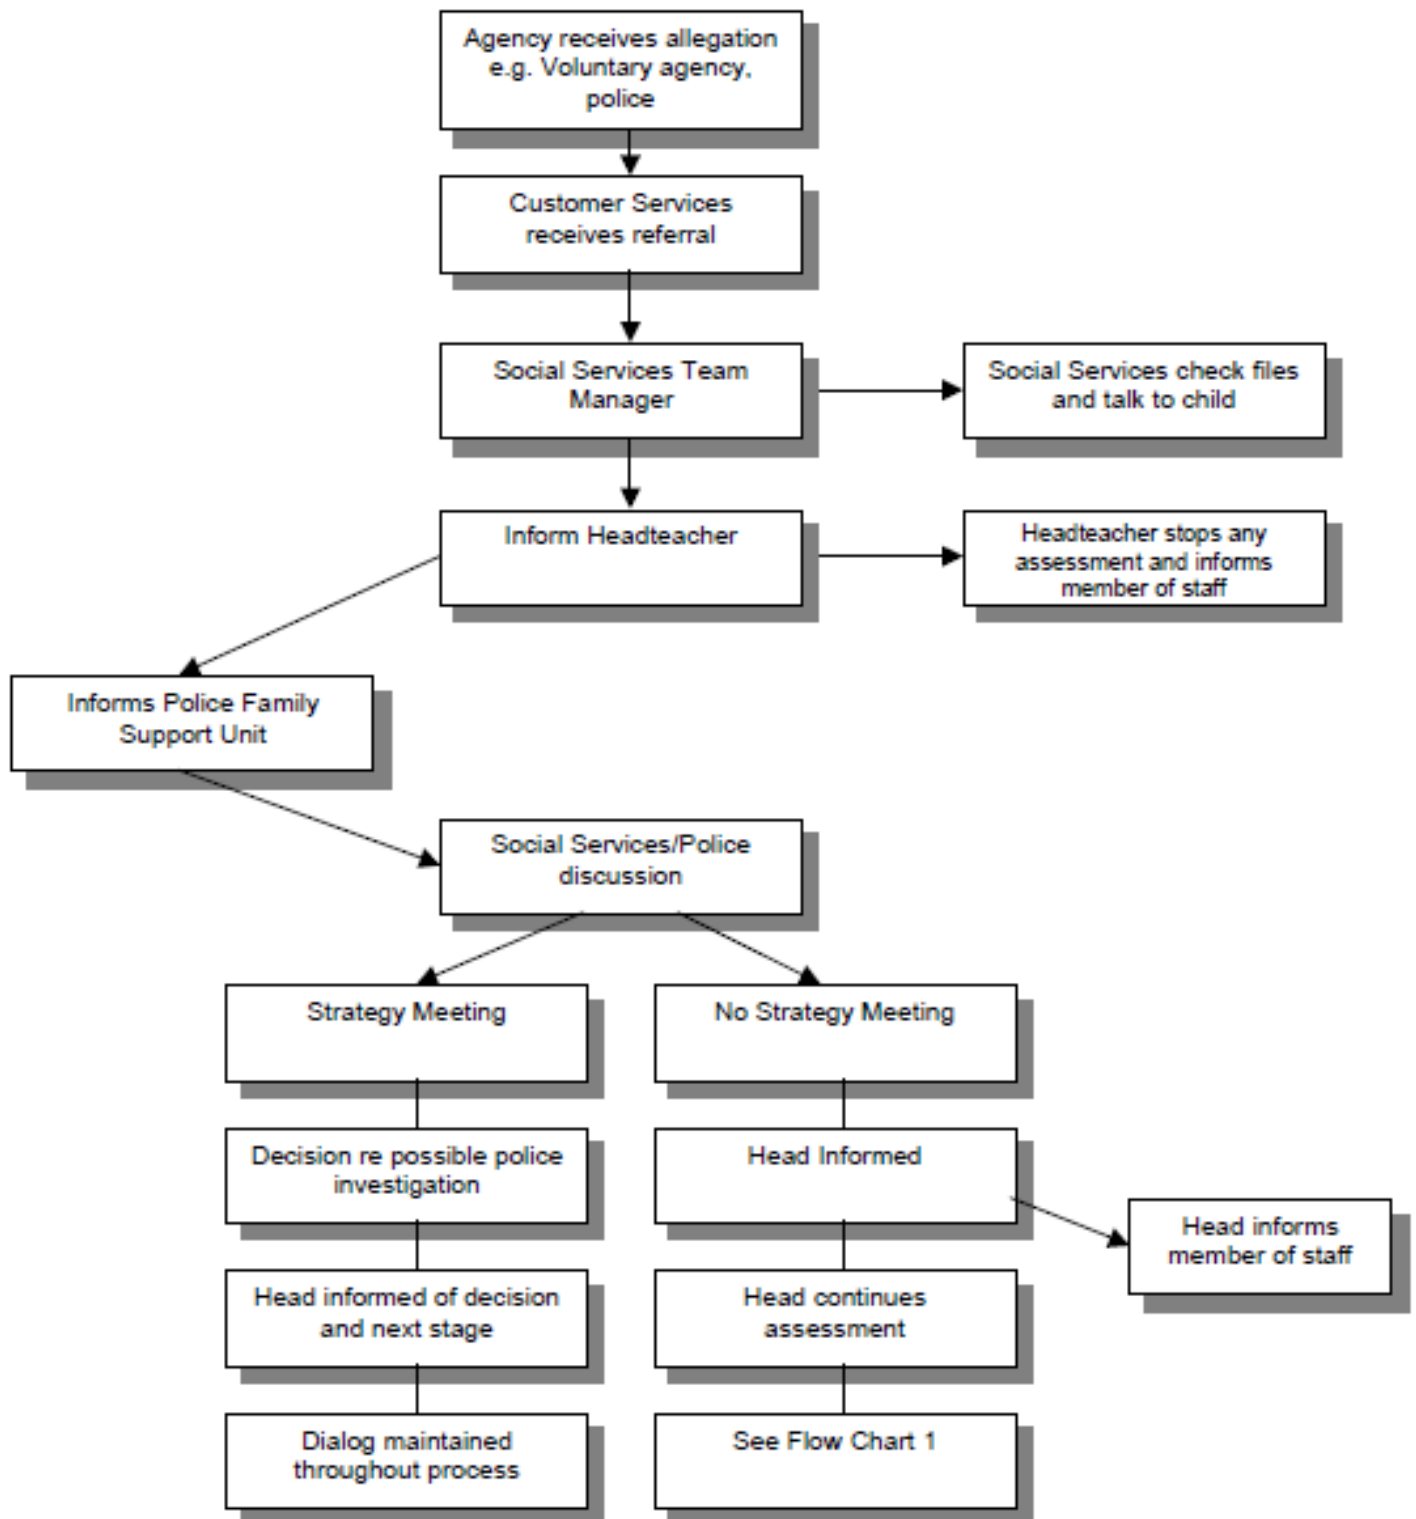 Agency receives allegation
e.g. Voluntary agency,
police
Customer Services
receives referral
Social Services Team
Manager
Social Services check files
and talk to child
Inform Headteacher
Headteacher stops any
assessment and informs
member of staff
Informs Police Family
Support Unit
Social Services/Police
discussion
Strategy Meeting
No Strategy Meeting
Decision re possible police
investigation
Head Informed
Head informs
member of staff
Head informed of decision
and next stage
Head continues
assessment
Dialog maintained
throughout process
See Flow Chart 1